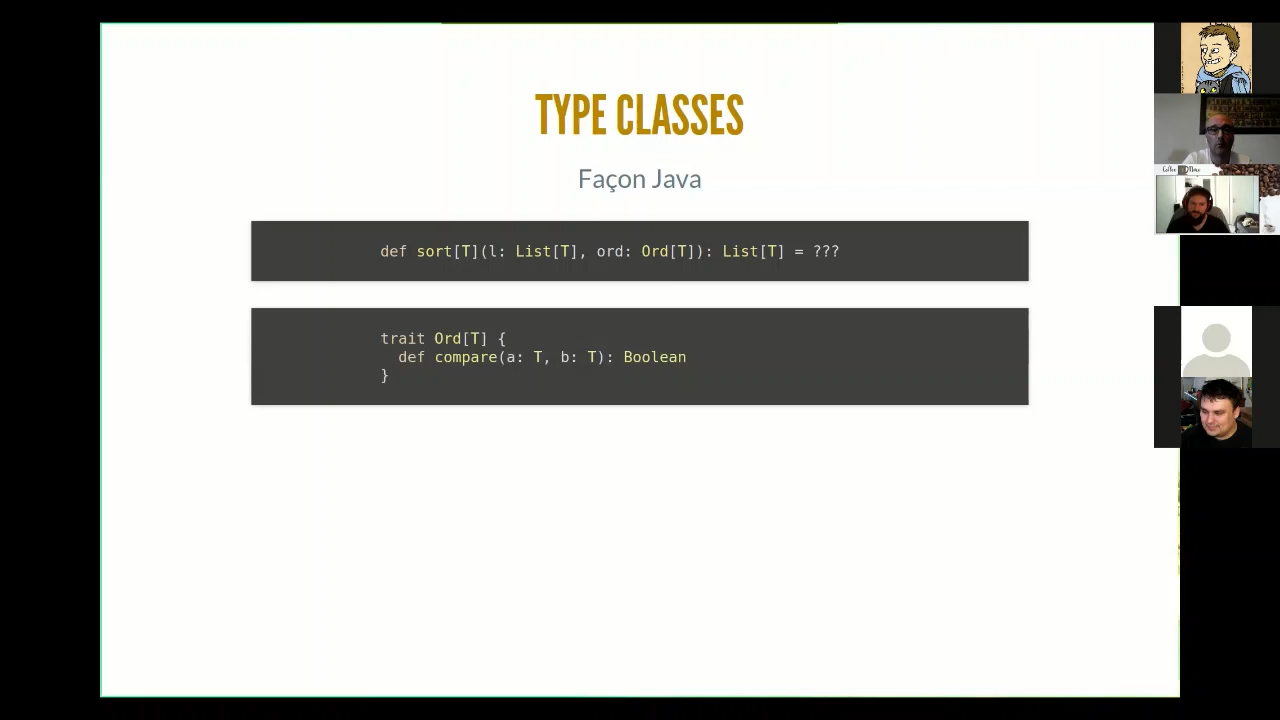 TYPE CLASSES
Façon Java
def sort[T](l: List[T], ord: Ord[T]): List[T] = ???
trait Ord[T] {
  def compare(a: T, b: T): Boolean
}